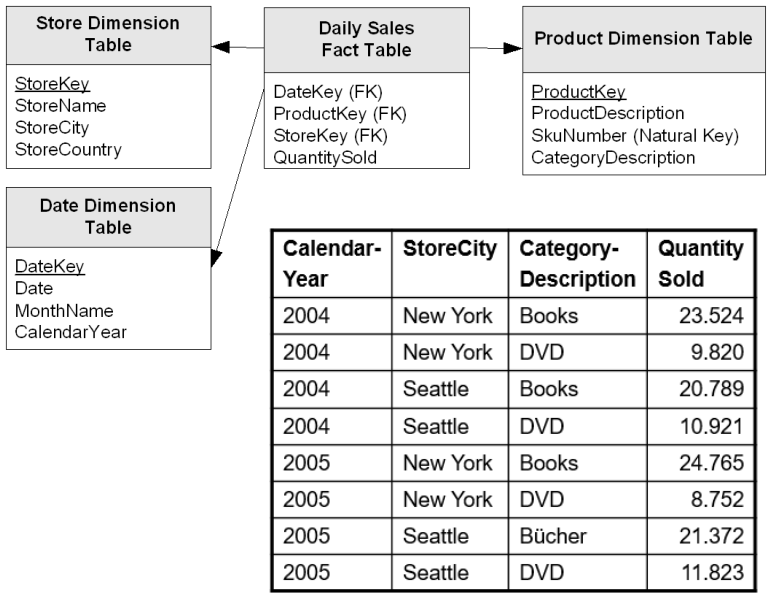 Store Dimension
Table
StoreKey
StoreName
StoreCity
StoreCountry
Daily Sales
Fact Table
DateKey (FK)
ProductKey (FK)
StoreKey (FK)
QuantitySold
Product Dimension Table
ProductKey
ProductDescription
SkuNumber (Natural Key)
CategoryDescription
Date Dimension
Table
DateKey
Date
MonthName
CalendarYear
Calendar- StoreCity Category- Quantity
Year Description Sold
2004 New York Books 23.524
2004 New York DVD 9.820
2004 Seattle Books 20.789
2004 Seattle DVD 10.921
2005 New York Books 24.765
2005 New York DVD 8.752
2005 Seattle Bücher 21.372
2005 Seattle DVD 11.823